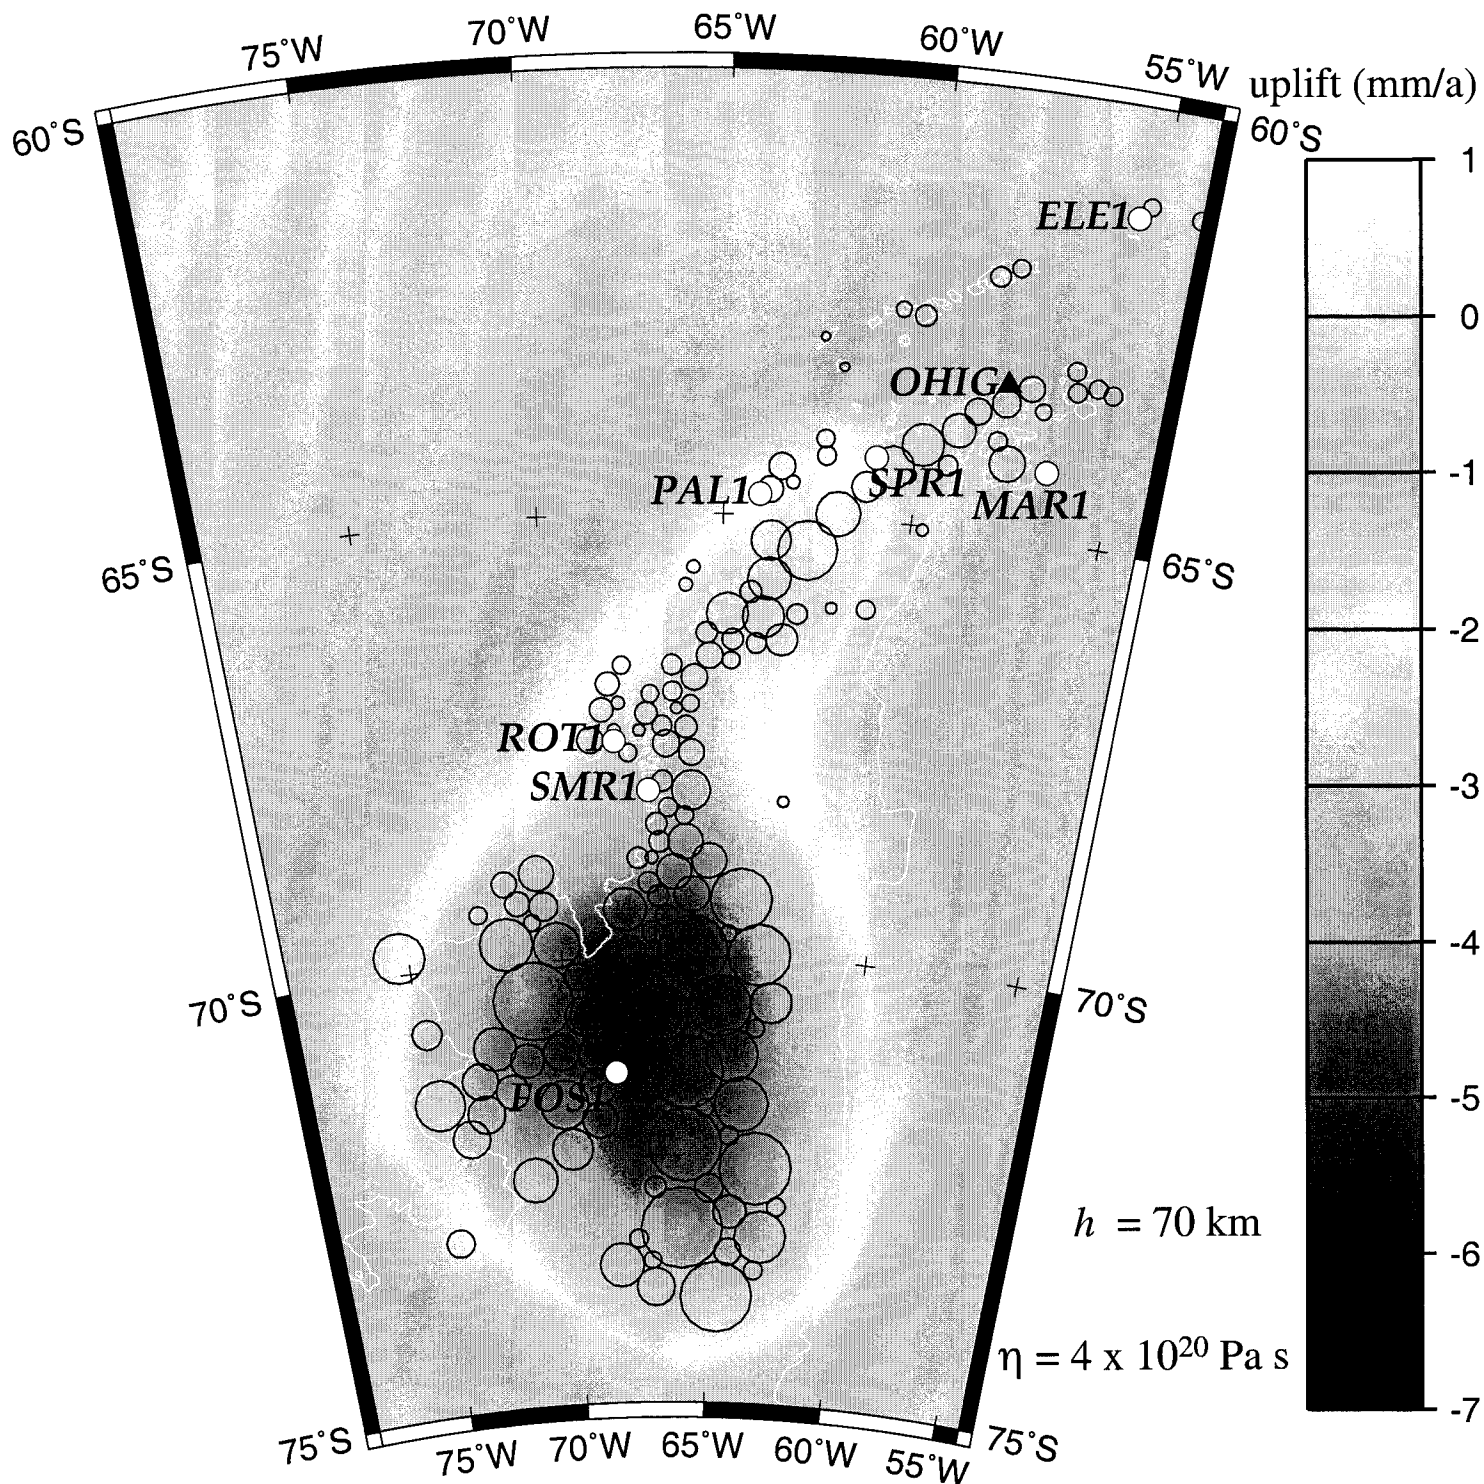 75°W
70°W
65°W
60°W
55°W
uplift (mm/a)
60°S
60°S
1
ELE1
0
OHIG
-1
PAL1
SPR1
MAR1
65°S
65°S
-2
ROT1
SMR1
-3
-4
70°S
70°S
FOS1
-5
h = 70 km
-6
η = 4 x 10²⁰ Pa s
-7
75°S
75°S
75°W
70°W
65°W
60°W
55°W